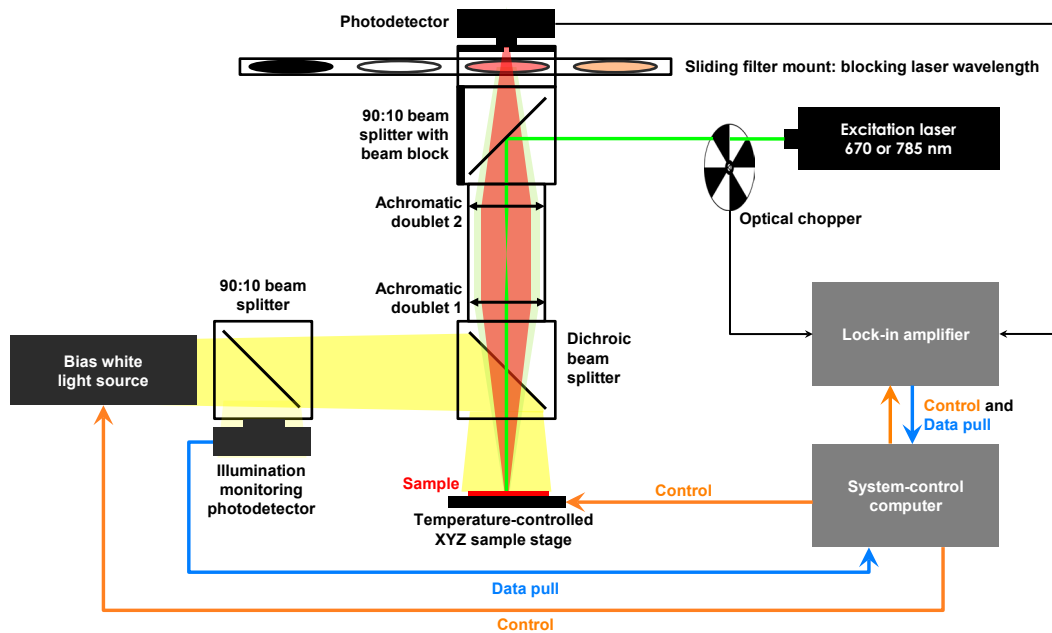 Photodetector
Sliding filter mount: blocking laser wavelength
90:10 beam
splitter with
beam block
Excitation laser
670 or 785 nm
Achromatic
doublet 2
Optical chopper
90:10 beam
splitter
Achromatic
doublet 1
Bias white
light source
Dichroic
beam
splitter
Lock-in amplifier
Control and
Data pull
Illumination
monitoring
photodetector
Sample
Temperature-controlled
XYZ sample stage
Control
System-control
computer
Data pull
Control